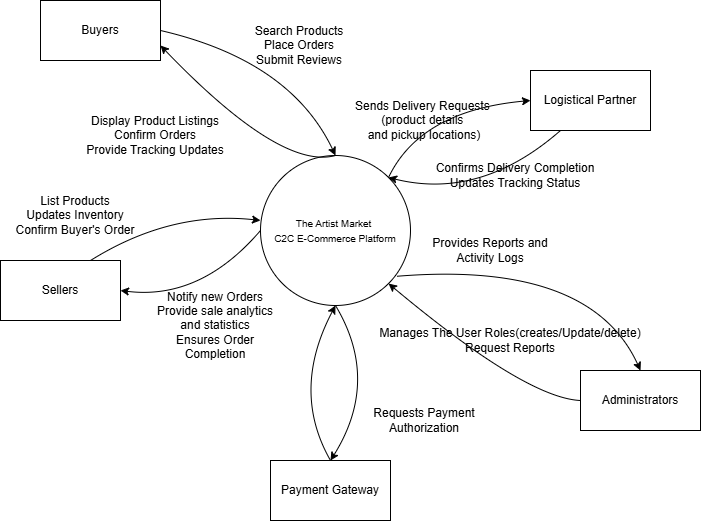 Buyers
Search Products
Place Orders
Submit Reviews
Display Product Listings
Confirm Orders
Provide Tracking Updates
Sends Delivery Requests
(product details
and pickup locations)
Logistical Partner
Confirms Delivery Completion
Updates Tracking Status
List Products
Updates Inventory
Confirm Buyer's Order
The Artist Market
C2C E-Commerce Platform
Provides Reports and
Activity Logs
Sellers
Notify new Orders
Provide sale analytics
and statistics
Ensures Order
Completion
Manages The User Roles(creates/Update/delete)
Request Reports
Administrators
Requests Payment
Authorization
Payment Gateway